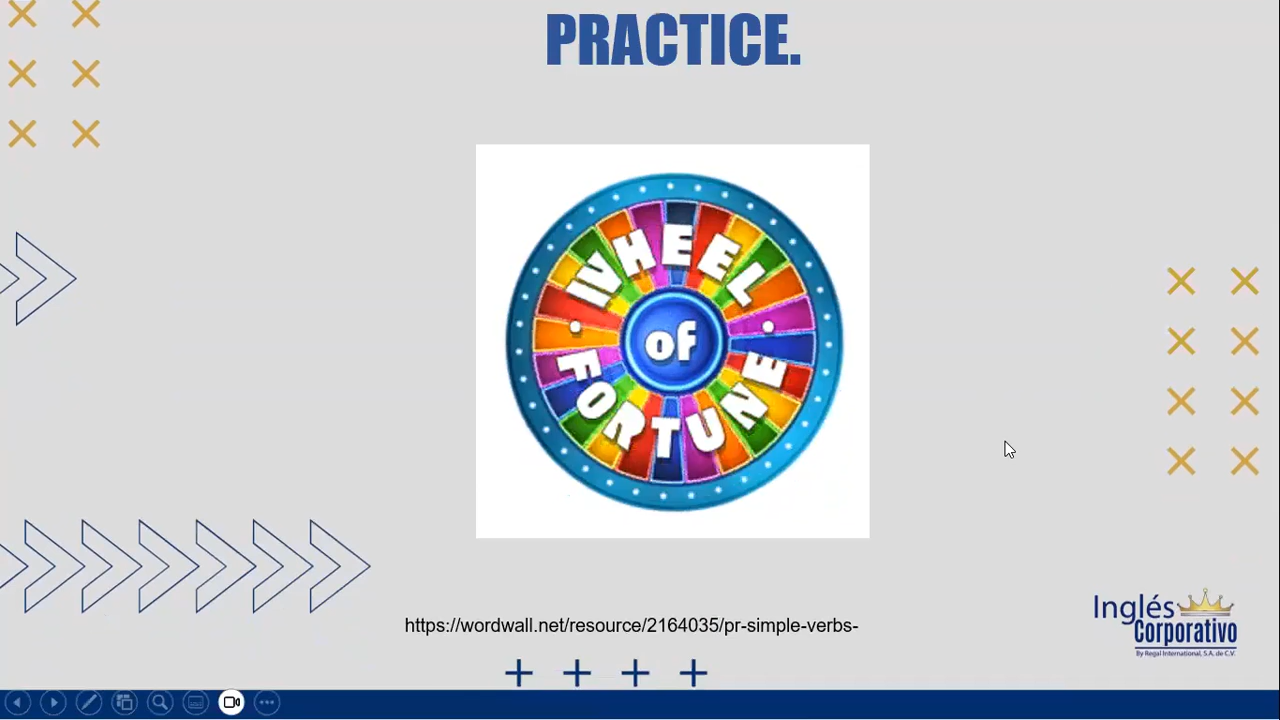 PRACTICE.
WHEEL
of
FORTUNE
https://wordwall.net/resource/2164035/pr-simple-verbs-
Inglés
Corporativo
By Regal International, S.A. de C.V.